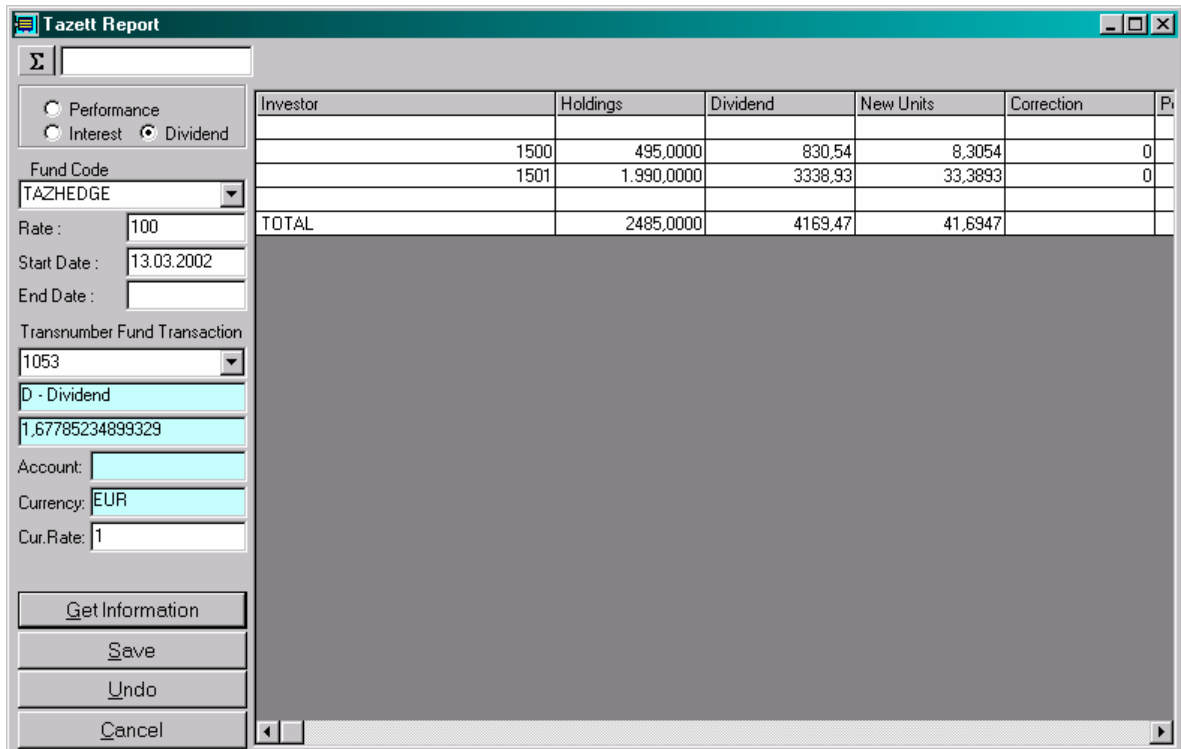 Tazett Report
Σ
Performance
Interest Dividend
Fund Code
TAZHEDGE
Rate : 100
Start Date : 13.03.2002
End Date :
Transnumber Fund Transaction
1053
D - Dividend
1,67785234899329
Account:
Currency: EUR
Cur.Rate: 1
Get Information
Save
Undo
Cancel
Investor Holdings Dividend New Units Correction
1500 495,0000 830,54 8,3054 0
1501 1.990,0000 3338,93 33,3893 0
TOTAL 2485,0000 4169,47 41,6947